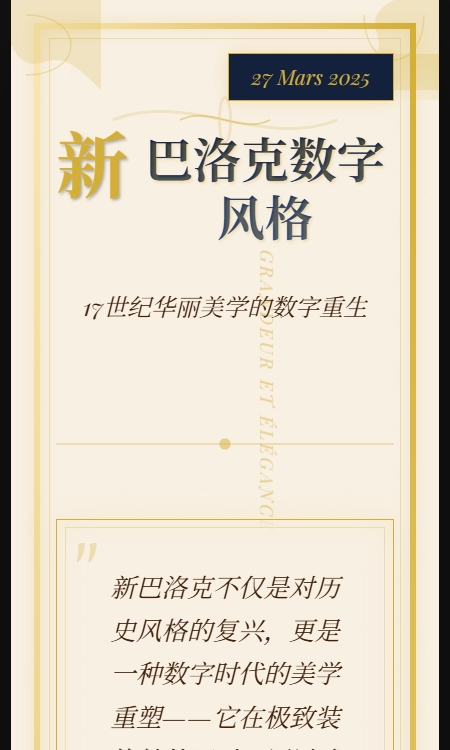 27 Mars 2025
新 巴洛克数字
风格
17世纪华丽美学的数字重生
GRANDEUR ET ÉLÉGANCE
”
新巴洛克不仅是对历
史风格的复兴，更是
一种数字时代的美学
重塑——它在极致装